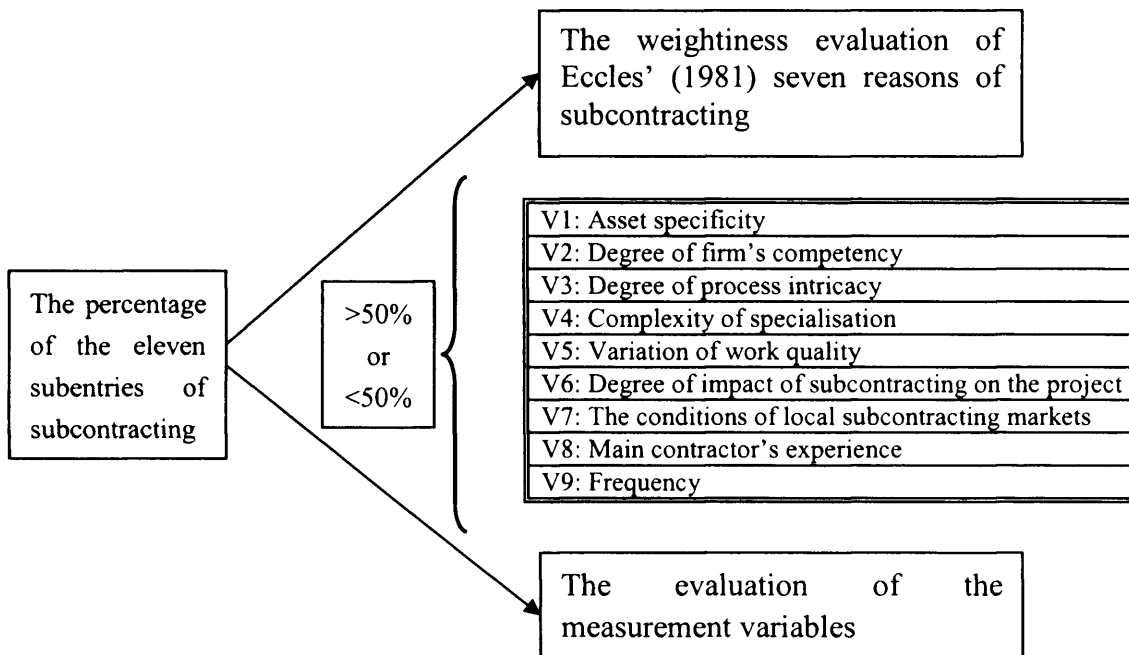 The weightiness evaluation of
Eccles' (1981) seven reasons of
subcontracting
The percentage
of the eleven
subentries of
subcontracting
>50%
or
<50%
V1: Asset specificity
V2: Degree of firm's competency
V3: Degree of process intricacy
V4: Complexity of specialisation
V5: Variation of work quality
V6: Degree of impact of subcontracting on the project
V7: The conditions of local subcontracting markets
V8: Main contractor's experience
V9: Frequency
The evaluation of the
measurement variables